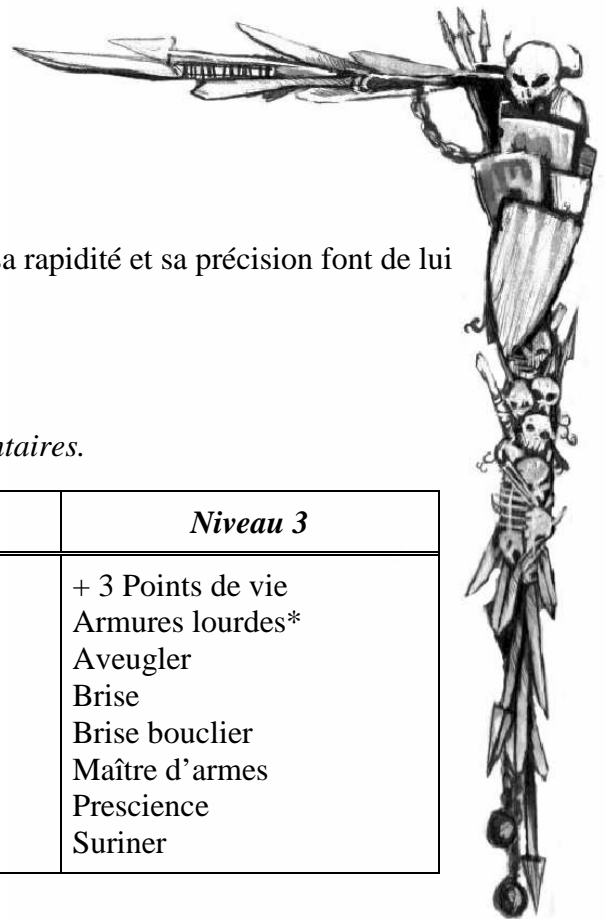 a rapidité et sa précision font de lui
ntaires.
Niveau 3
+ 3 Points de vie
Armures lourdes*
Aveugler
Brise
Brise bouclier
Maître d’armes
Prescience
Suriner